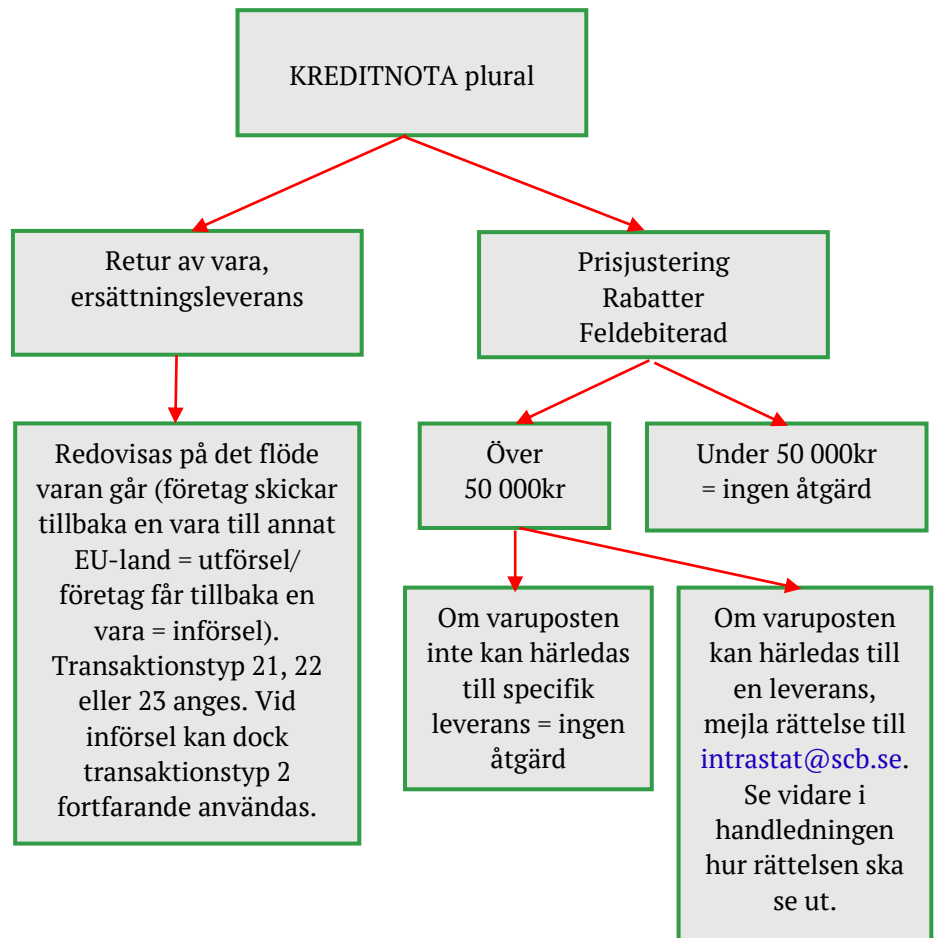 KREDITNOTA plural
Retur av vara,
ersättningsleverans
Prisjustering
Rabatter
Feldebiterad
Redovisas på det flöde
varan går (företag skickar
tillbaka en vara till annat
EU-land = utförsel/
företag får tillbaka en
vara = införsel).
Transaktionstyp 21, 22
eller 23 anges. Vid
införsel kan dock
transaktionstyp 2
fortfarande användas.
Över
50 000kr
Under 50 000kr
= ingen åtgärd
Om varuposten
inte kan härledas
till specifik
leverans = ingen
åtgärd
Om varuposten
kan härledas till
en leverans,
mejla rättelse till
intrastat@scb.se.
Se vidare i
handledningen
hur rättelsen ska
se ut.